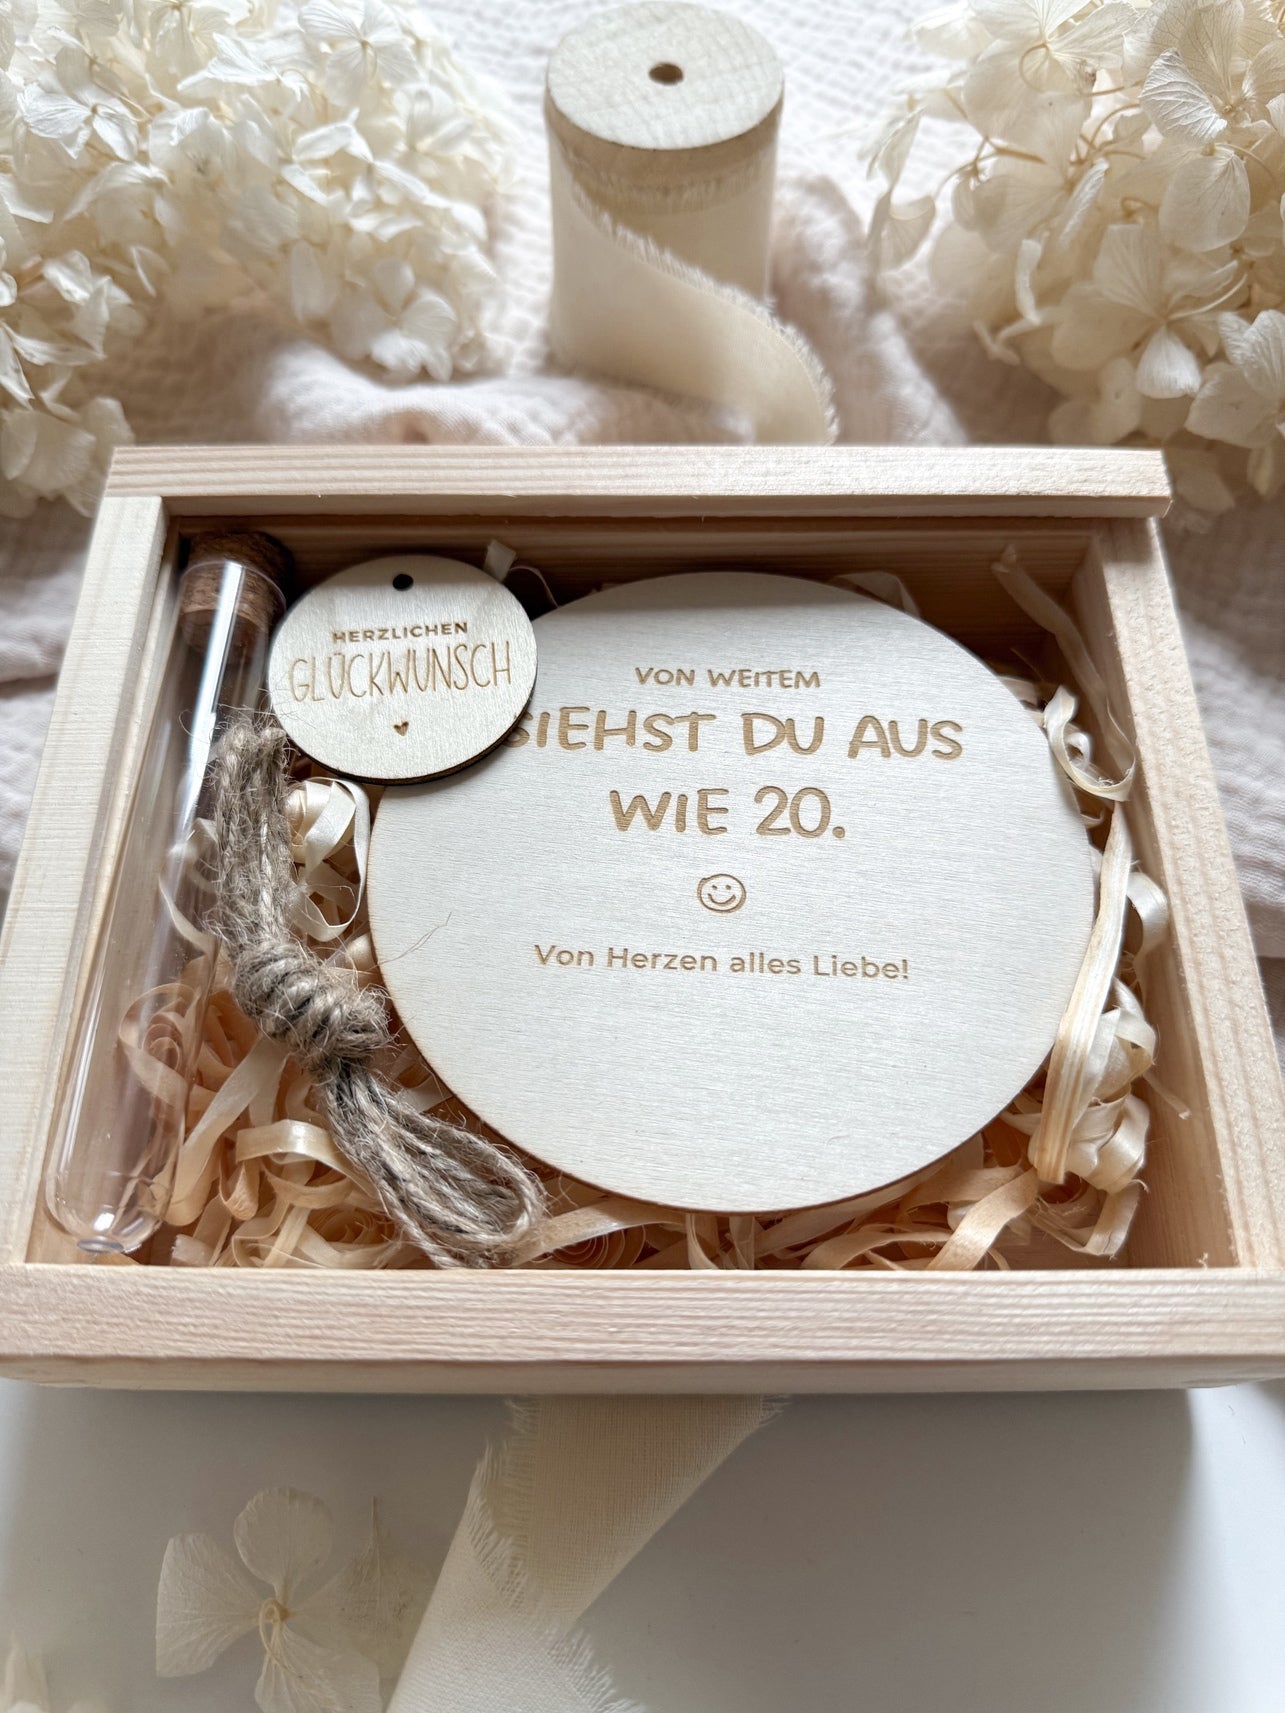 HERZLICHEN
GLÜCKWUNSCH
VON WEITEM
SIEHST DU AUS
WIE 20.
Von Herzen alles Liebe!